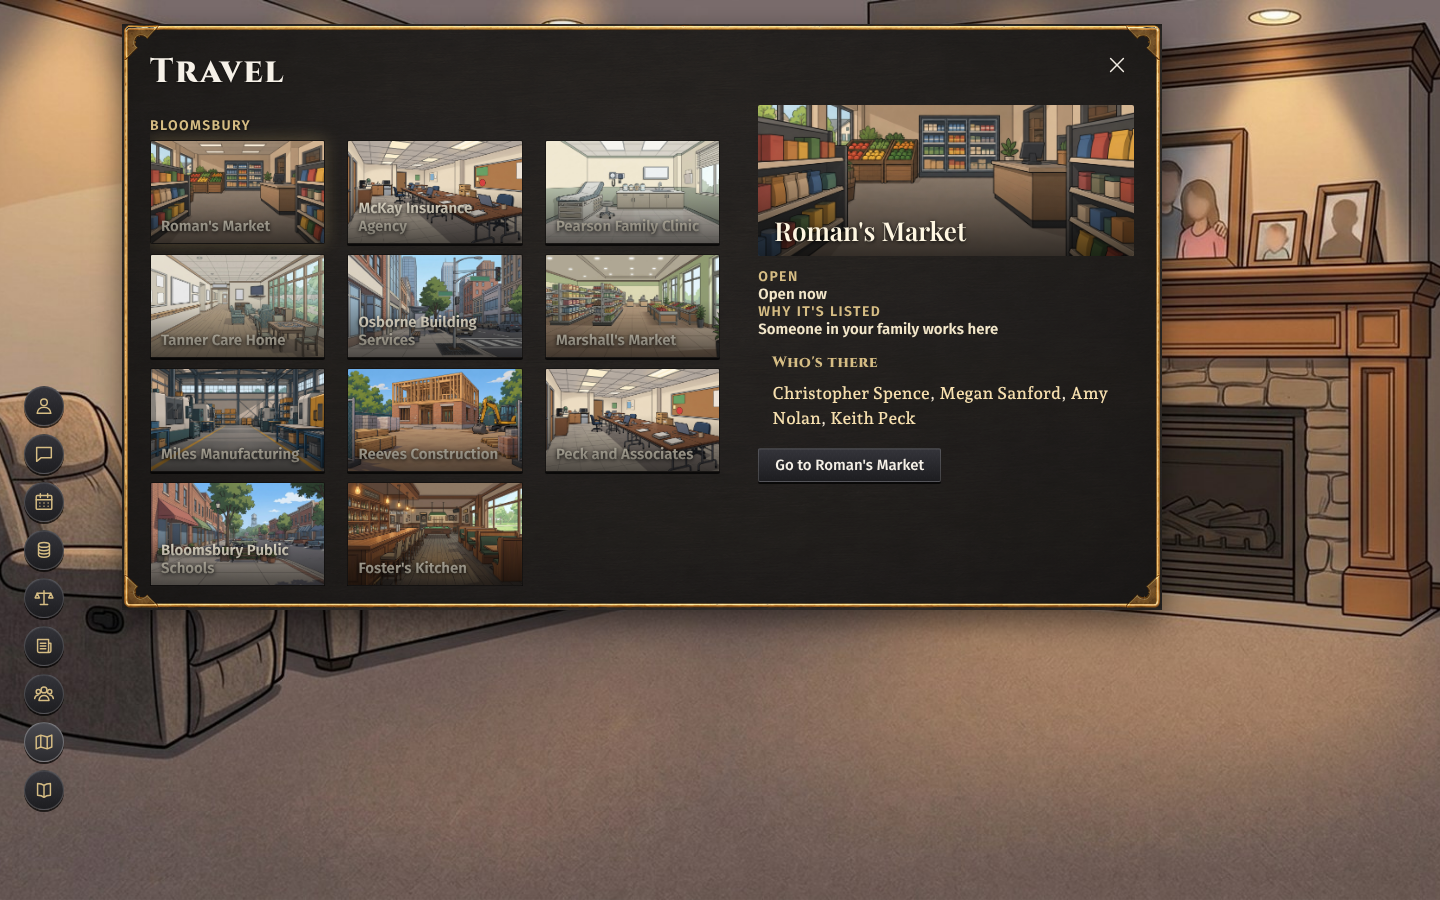 Travel
BLOOMSBURY
Roman's Market
McKay Insurance
Agency
Pearson Family Clinic
Tanner Care Home
Osborne Building
Services
Marshall's Market
Miles Manufacturing
Reeves Construction
Peck and Associates
Bloomsbury Public
Schools
Foster's Kitchen
Roman's Market
OPEN
Open now
WHY IT'S LISTED
Someone in your family works here
Who's there
Christopher Spence, Megan Sanford, Amy
Nolan, Keith Peck
Go to Roman's Market